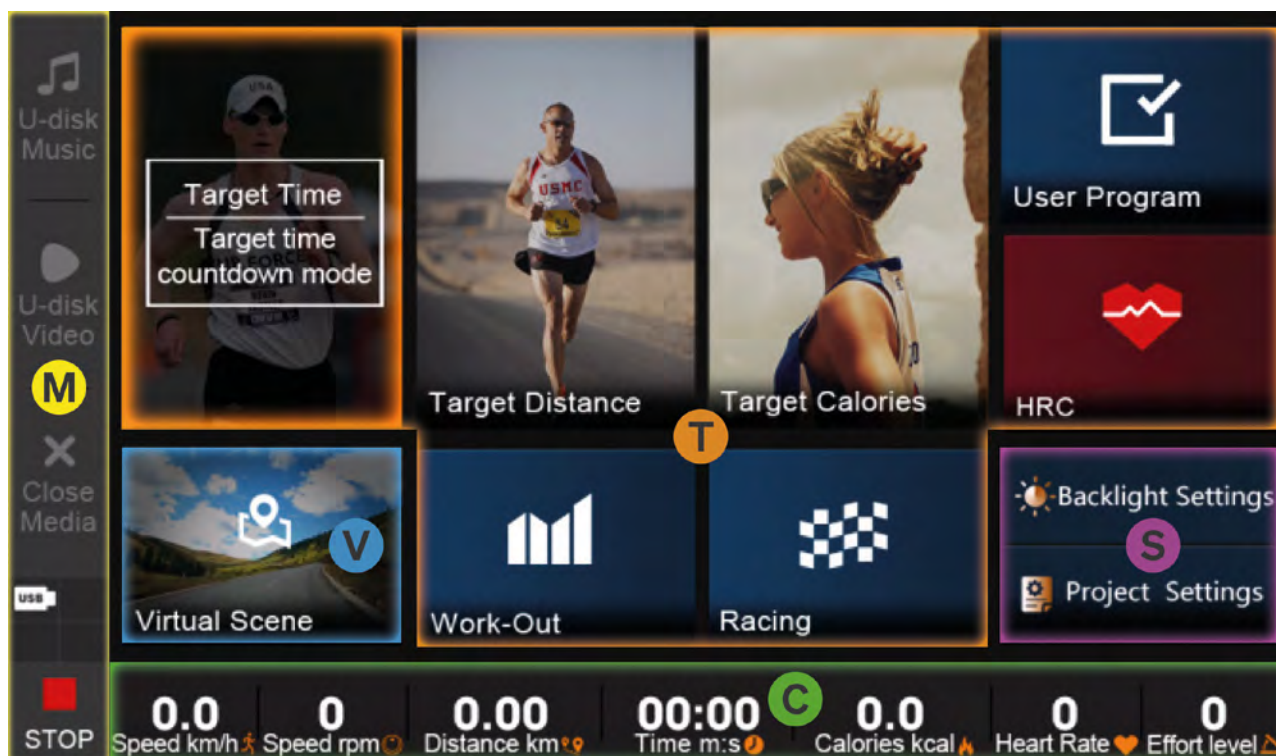 U-disk
Music
U-disk
Video
M
Close
Media
USB
STOP
USA
Target Time
Target time
countdown mode
USMC
54
Target Distance
Target Calories
User Program
HRC
T
V
Virtual Scene
Work-Out
Racing
Backlight Settings
S
Project Settings
C
0.0
Speed km/h
0
Speed rpm
0.00
Distance km
00:00
Time m:s
0.0
Calories kcal
0
Heart Rate
0
Effort level